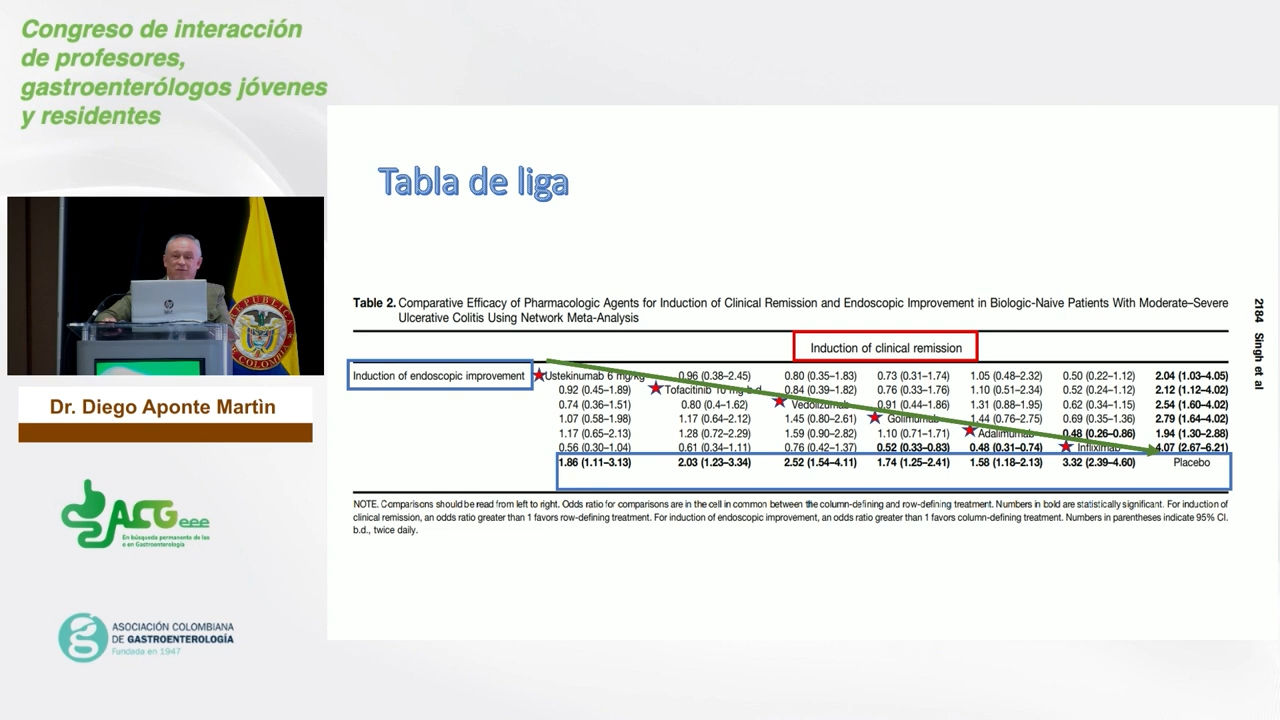 Congreso de interacción
de profesores,
gastroenterólogos jóvenes
y residentes
Dr. Diego Aponte Martìn
ACGeee
En búsqueda permanente de las
e en Gastroenterología
ASOCIACIÓN COLOMBIANA
DE GASTROENTEROLOGÍA
Fundada en 1947
Tabla de liga
Table 2. Comparative Efficacy of Pharmacologic Agents for Induction of Clinical Remission and Endoscopic Improvement in Biologic-Naive Patients With Moderate–Severe
Ulcerative Colitis Using Network Meta-Analysis
Induction of clinical remission
Induction of endoscopic improvement Ustekinumab 6 mg/kg 0.96 (0.38–2.45) 0.80 (0.35–1.83) 0.73 (0.31–1.74) 1.05 (0.48–2.32) 0.50 (0.22–1.12) 2.04 (1.03–4.05)
0.92 (0.45–1.89) Tofacitinib 10 mg b.d. 0.84 (0.39–1.82) 0.76 (0.33–1.76) 1.10 (0.51–2.34) 0.52 (0.24–1.12) 2.12 (1.12–4.02)
0.74 (0.36–1.51) 0.80 (0.4–1.62) Vedolizumab 0.91 (0.44–1.86) 1.31 (0.88–1.95) 0.62 (0.34–1.15) 2.54 (1.60–4.02)
1.07 (0.58–1.98) 1.17 (0.64–2.12) 1.45 (0.80–2.61) Golimumab 1.44 (0.76–2.75) 0.69 (0.35–1.36) 2.79 (1.64–4.02)
1.17 (0.65–2.13) 1.28 (0.72–2.29) 1.59 (0.90–2.82) 1.10 (0.71–1.71) Adalimumab 0.48 (0.26–0.86) 1.94 (1.30–2.88)
0.56 (0.30–1.04) 0.61 (0.34–1.11) 0.76 (0.42–1.37) 0.52 (0.33–0.83) 0.48 (0.31–0.74) Infliximab 4.07 (2.67–6.21)
1.86 (1.11–3.13) 2.03 (1.23–3.34) 2.52 (1.54–4.11) 1.74 (1.25–2.41) 1.58 (1.18–2.13) 3.32 (2.39–4.60) Placebo
NOTE. Comparisons should be read from left to right. Odds ratio for comparisons are in the cell in common between the column-defining and row-defining treatment. Numbers in bold are statistically significant. For induction of
clinical remission, an odds ratio greater than 1 favors row-defining treatment. For induction of endoscopic improvement, an odds ratio greater than 1 favors column-defining treatment. Numbers in parentheses indicate 95% CI.
b.d., twice daily.
2184 Singh et al